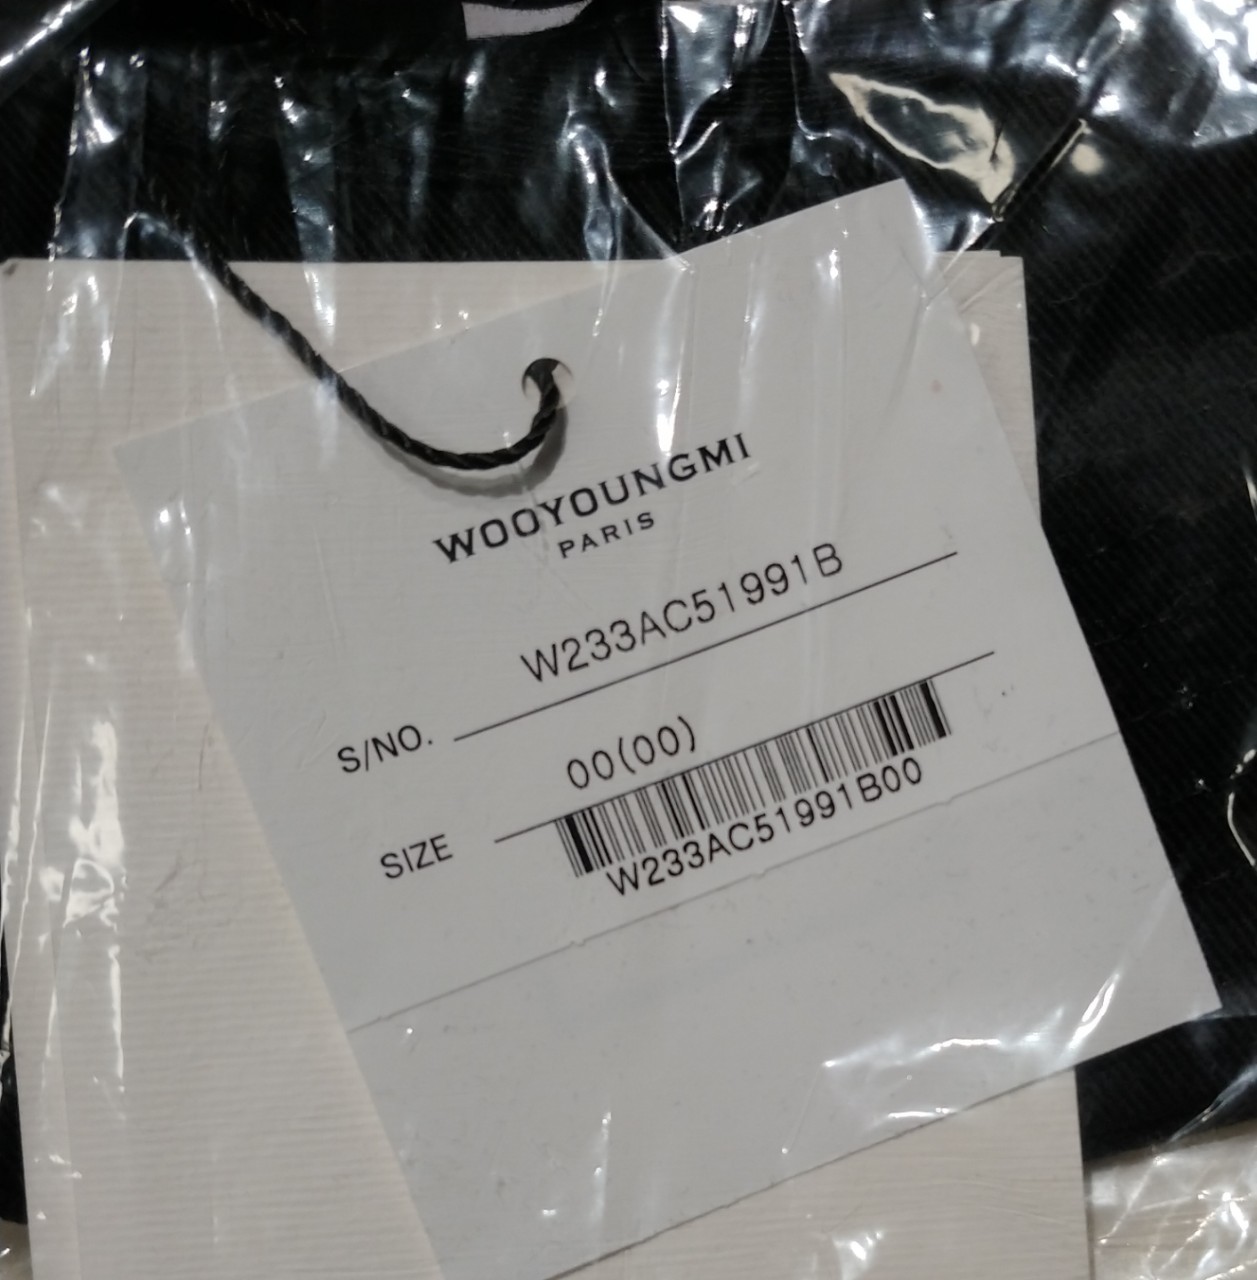 WOOYOUNGMI
PARIS
S/NO. W233AC51991B
SIZE 00(00)
W233AC51991B00